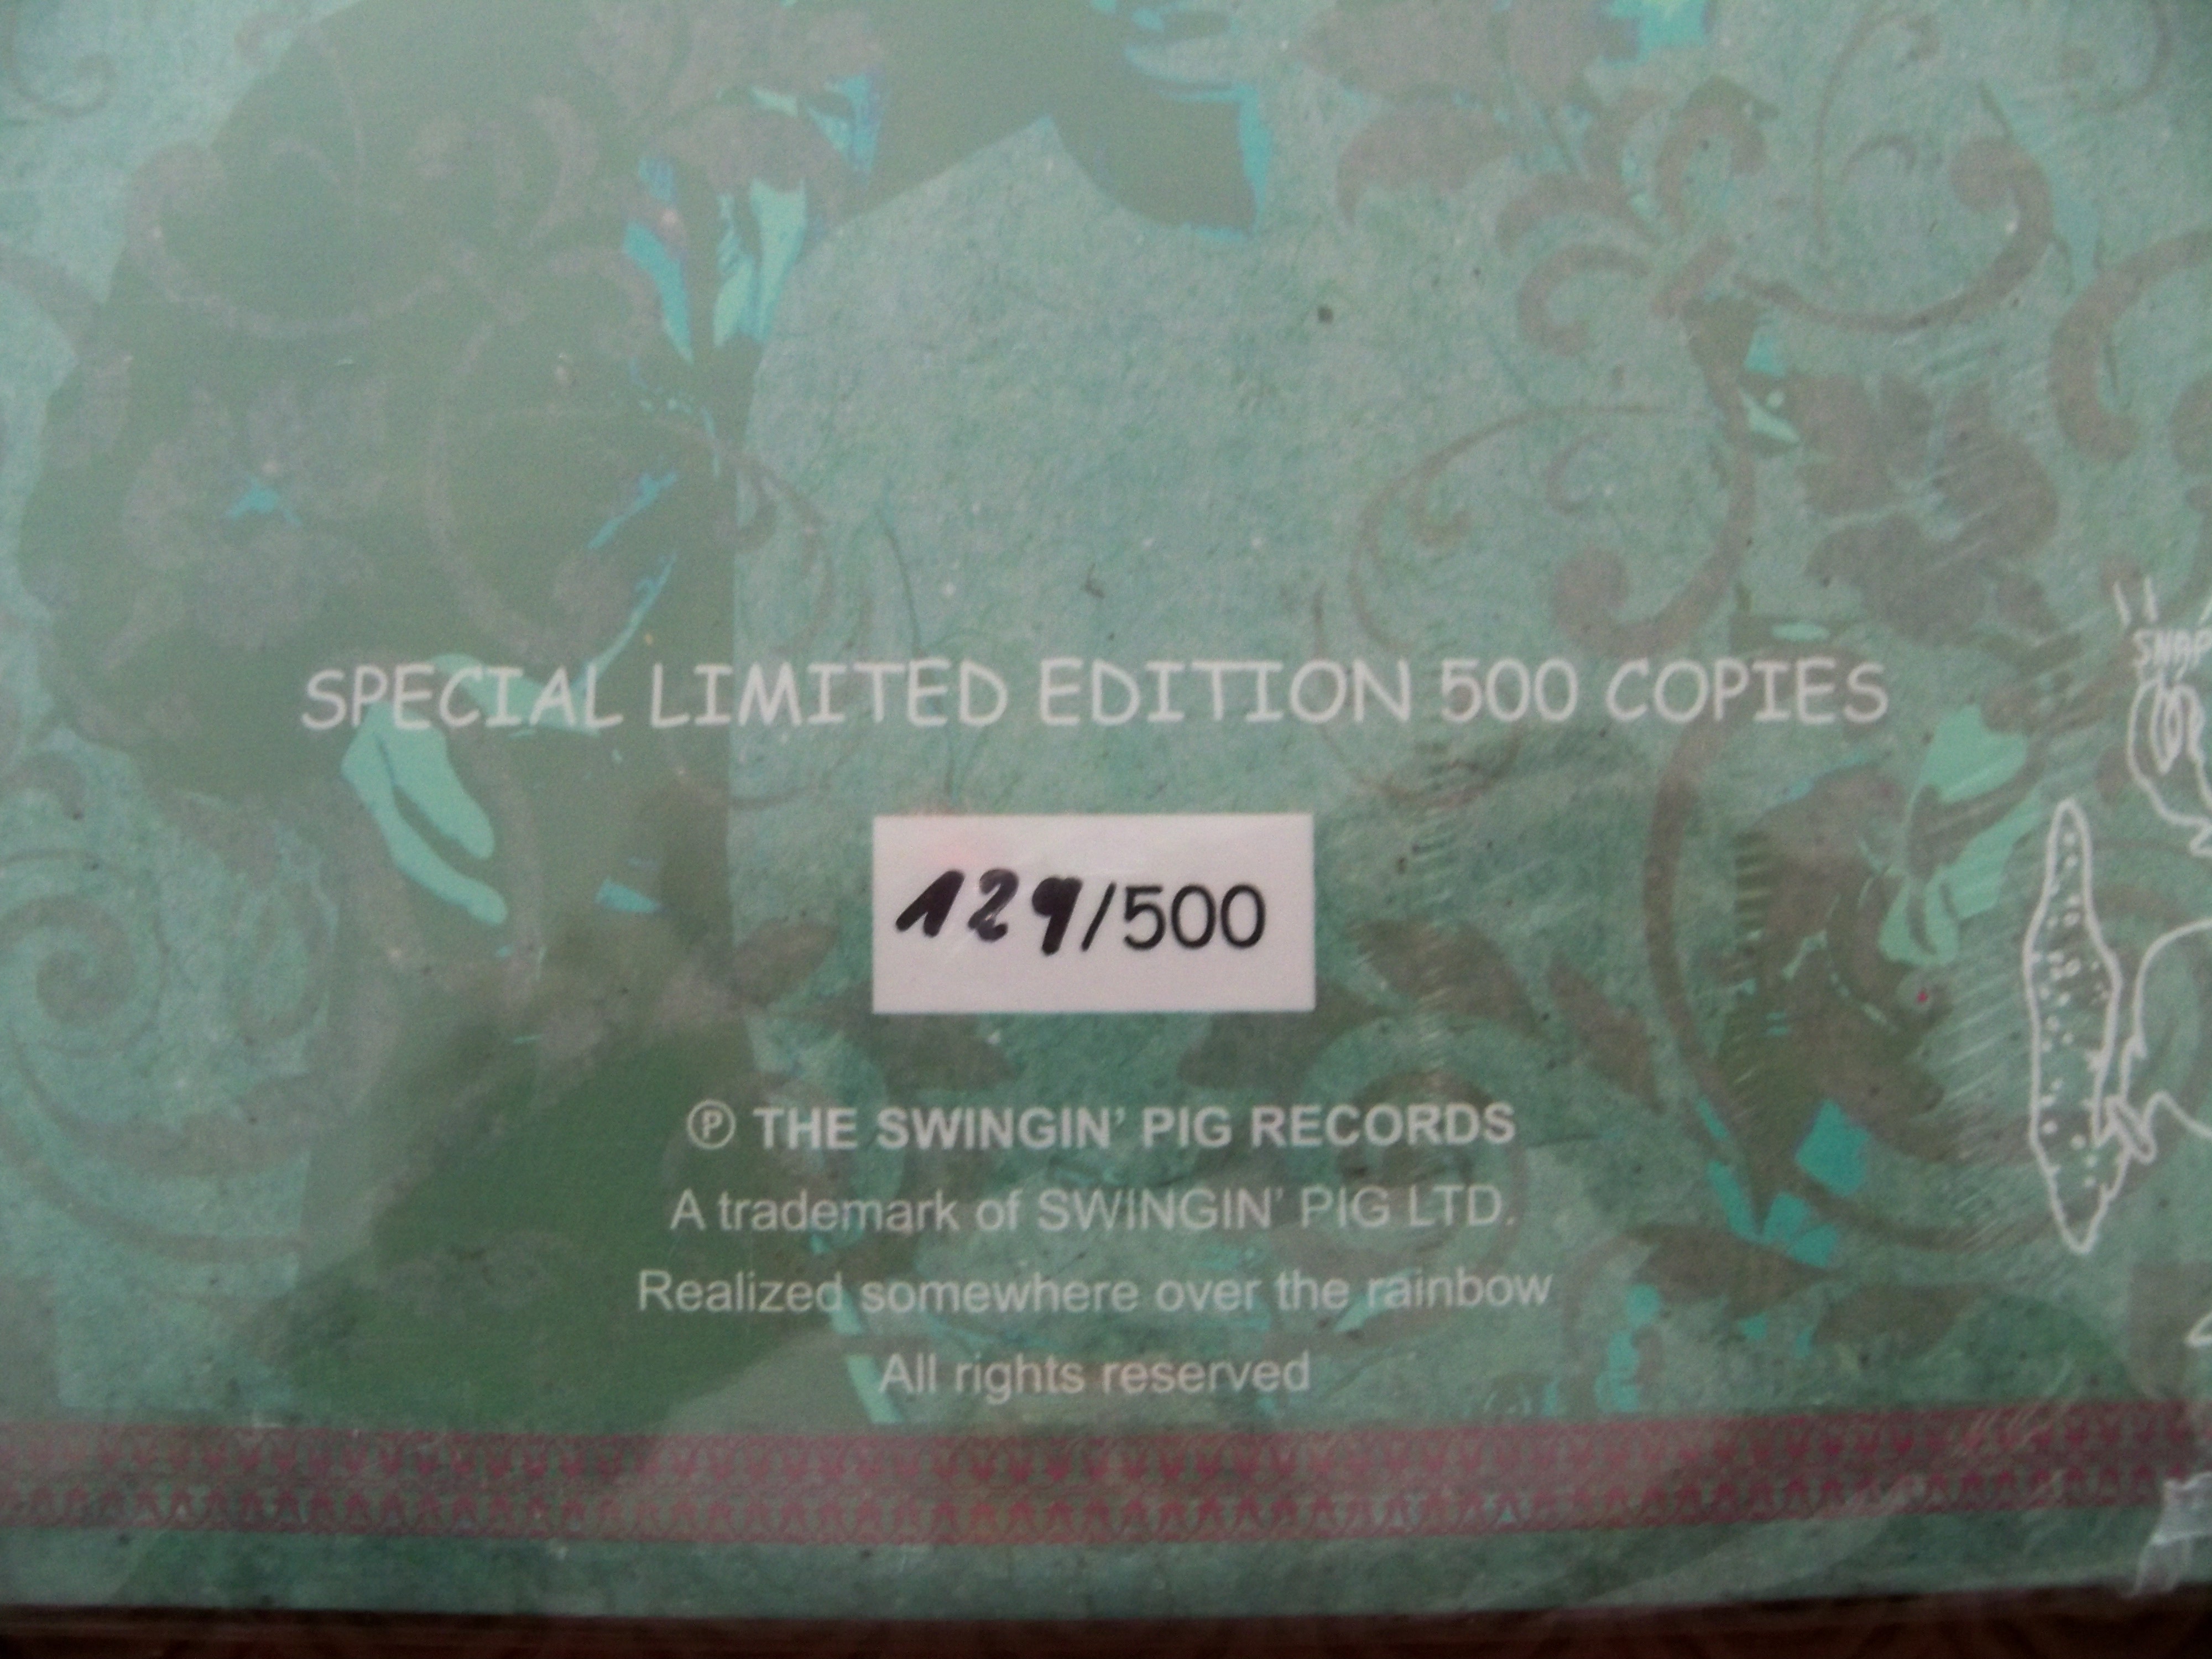 SPECIAL LIMITED EDITION 500 COPIES
129/500
Ⓟ THE SWINGIN' PIG RECORDS
A trademark of SWINGIN' PIG LTD.
Realized somewhere over the rainbow
All rights reserved